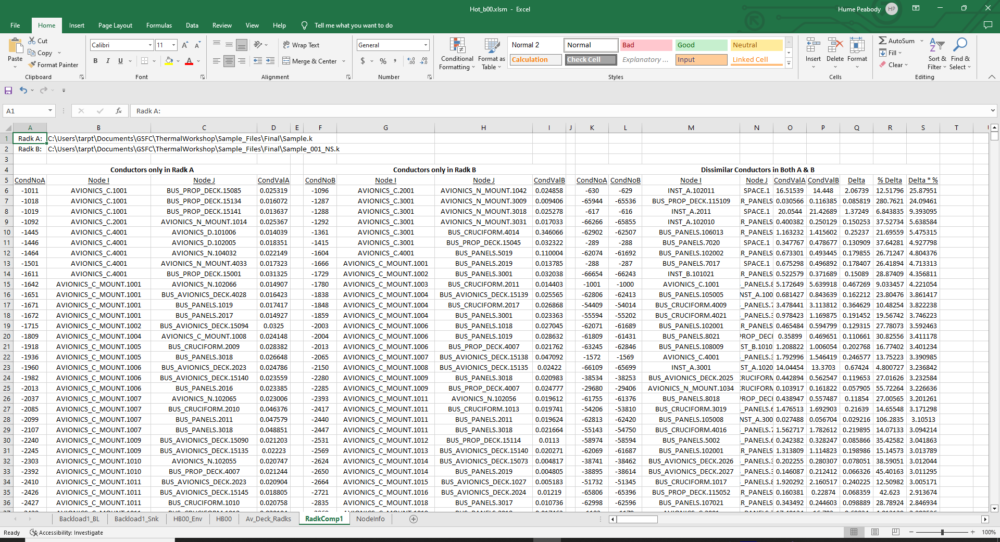 Hot_b00.xlsm - Excel
Hume Peabody HP
File Home Insert Page Layout Formulas Data Review View Help Tell me what you want to do
Paste
Cut
Copy
Format Painter
Clipboard
Calibri 11
B I U
Font
Wrap Text
Merge & Center
Alignment
General
$ % ,
Number
Conditional Formatting
Format as Table
Normal 2 Normal Bad Good Neutral
Calculation Check Cell Explanatory ... Input Linked Cell
Styles
Insert Delete Format
Cells
AutoSum
Fill
Clear
Sort & Filter
Find & Select
Editing
A1 fx Radk A:
A B C D E F G H I J K L M N O P Q R S T
1 Radk A: C:\Users\tarpt\Documents\GSFC\ThermalWorkshop\Sample_Files\Final\Sample.k
2 Radk B: C:\Users\tarpt\Documents\GSFC\ThermalWorkshop\Sample_Files\Final\Sample_001_NS.k
3
4 Conductors only in Radk A Conductors only in Radk B Dissimilar Conductors in Both A & B
5 CondNoA Node I Node J CondValA CondNoB Node I Node J CondValB CondNoA CondNoB Node I Node J CondValA CondValB Delta % Delta Delta * %
6 -1011 AVIONICS_C.1001 BUS_PROP_DECK.15085 0.025319 -1096 AVIONICS_C.2001 AVIONICS_N_MOUNT.1042 0.024858 -630 -629 INST_A.102011 SPACE.1 16.51539 14.448 2.06739 12.51796 25.87951
7 -1018 AVIONICS_C.1001 BUS_PROP_DECK.15134 0.016072 -1287 AVIONICS_C.3001 AVIONICS_N_MOUNT.3009 0.009406 -65944 -65536 BUS_PROP_DECK.115109 R_PANELS 0.030566 0.116385 0.085819 280.7621 24.09461
8 -1019 AVIONICS_C.1001 BUS_PROP_DECK.15141 0.013637 -1288 AVIONICS_C.3001 AVIONICS_N_MOUNT.3018 0.025278 -617 -616 INST_A.2011 SPACE.1 20.0544 21.42689 1.37249 6.843835 9.393095
9 -1092 AVIONICS_C.2001 AVIONICS_N_MOUNT.1014 0.025367 -1292 AVIONICS_C.3001 AVIONICS_N_MOUNT.3031 0.017033 -66266 -65855 INST_A.102010 R_PANELS 0.400382 0.250129 0.150253 37.52734 5.638584
10 -1445 AVIONICS_C.4001 AVIONICS_D.101006 0.014039 -1361 AVIONICS_C.3001 BUS_CRUCIFORM.4014 0.346066 -62902 -62507 BUS_PANELS.106013 R_PANELS 1.163232 1.415602 0.25237 21.69559 5.475315
11 -1446 AVIONICS_C.4001 AVIONICS_D.102005 0.018351 -1415 AVIONICS_C.3001 BUS_PROP_DECK.15045 0.032322 -289 -288 BUS_PANELS.7020 SPACE.1 0.347767 0.478677 0.130909 37.64281 4.927798
12 -1464 AVIONICS_C.4001 AVIONICS_N.104032 0.022149 -1604 AVIONICS_C.4001 BUS_PANELS.5019 0.110004 -62074 -61692 BUS_PANELS.102002 R_PANELS 0.673301 0.493445 0.179855 26.71247 4.804376
13 -1501 AVIONICS_C.4001 AVIONICS_N_MOUNT.4033 0.017323 -1666 AVIONICS_C_MOUNT.1001 BUS_PANELS.2019 0.013785 -288 -287 BUS_PANELS.7017 SPACE.1 0.675298 0.496892 0.178407 26.41894 4.713313
14 -1611 AVIONICS_C.4001 BUS_PROP_DECK.15001 0.031325 -1729 AVIONICS_C_MOUNT.1002 BUS_PANELS.3001 0.032038 -66654 -66243 INST_B.101021 R_PANELS 0.522579 0.371689 0.15089 28.87409 4.356811
15 -1642 AVIONICS_C_MOUNT.1001 AVIONICS_N.102066 0.014907 -1780 AVIONICS_C_MOUNT.1003 BUS_CRUCIFORM.2011 0.014403 -1001 -1000 AVIONICS_C.1001 _PANELS.8 5.172649 5.639918 0.467269 9.033457 4.221054
16 -1651 AVIONICS_C_MOUNT.1001 BUS_AVIONICS_DECK.4028 0.016423 -1838 AVIONICS_C_MOUNT.1004 BUS_AVIONICS_DECK.15139 0.025565 -62806 -62413 BUS_PANELS.105005 NST_A.100 0.681427 0.843639 0.162212 23.80476 3.861417
17 -1671 AVIONICS_C_MOUNT.1001 BUS_PANELS.1019 0.017417 -1848 AVIONICS_C_MOUNT.1004 BUS_CRUCIFORM.2017 0.026868 -54409 -54014 BUS_CRUCIFORM.4009 _PANELS.7 3.478441 3.113812 0.364629 10.48254 3.822238
18 -1672 AVIONICS_C_MOUNT.1001 BUS_PANELS.2017 0.014927 -1859 AVIONICS_C_MOUNT.1004 BUS_PANELS.3001 0.023363 -55594 -55202 BUS_CRUCIFORM.4021 _PANELS.3 0.978423 1.169875 0.191452 19.56742 3.746223
19 -1715 AVIONICS_C_MOUNT.1002 BUS_AVIONICS_DECK.15094 0.0325 -2003 AVIONICS_C_MOUNT.1006 BUS_PANELS.1018 0.027045 -62071 -61689 BUS_PANELS.102001 R_PANELS 0.465484 0.594799 0.129315 27.78073 3.592463
20 -1809 AVIONICS_C_MOUNT.1004 AVIONICS_C_MOUNT.1008 0.024148 -2004 AVIONICS_C_MOUNT.1006 BUS_PANELS.1019 0.028632 -61809 -61431 BUS_PANELS.8021 PROP_DECK 0.35899 0.469651 0.110661 30.82556 3.411178
21 -1918 AVIONICS_C_MOUNT.1005 BUS_CRUCIFORM.2009 0.028382 -2013 AVIONICS_C_MOUNT.1006 BUS_PROP_DECK.4007 0.021762 -63245 -62846 BUS_PANELS.108009 ST_B.1010 1.208822 1.006054 0.202768 16.77402 3.401234
22 -1936 AVIONICS_C_MOUNT.1005 BUS_PANELS.3018 0.026648 -2065 AVIONICS_C_MOUNT.1007 BUS_AVIONICS_DECK.15138 0.047092 -1572 -1569 AVIONICS_C.4001 _PANELS.3 1.792996 1.546419 0.246577 13.75223 3.390985
23 -1960 AVIONICS_C_MOUNT.1006 BUS_AVIONICS_DECK.2023 0.024786 -2150 AVIONICS_C_MOUNT.1008 BUS_AVIONICS_DECK.15135 0.02422 -66109 -65699 INST_A.3001 ST_A.1020 14.04454 13.3703 0.67424 4.800727 3.236842
24 -1982 AVIONICS_C_MOUNT.1006 BUS_AVIONICS_DECK.15140 0.023559 -2280 AVIONICS_C_MOUNT.1009 BUS_PANELS.3018 0.020983 -38534 -38253 BUS_AVIONICS_DECK.2025 CRUCIFORM 0.442894 0.562547 0.119653 27.01626 3.232584
25 -2013 AVIONICS_C_MOUNT.1006 BUS_PANELS.2016 0.023385 -2285 AVIONICS_C_MOUNT.1009 BUS_PROP_DECK.4007 0.024777 -29680 -29406 AVIONICS_N_MOUNT.1034 CRUCIFORM 0.103917 0.161822 0.057905 55.72264 3.226636
26 -2037 AVIONICS_C_MOUNT.1007 AVIONICS_N.102065 0.023006 -2393 AVIONICS_C_MOUNT.1011 AVIONICS_N.102056 0.019612 -61755 -61376 BUS_PANELS.8018 PROP_DECK 0.438947 0.557487 0.11854 27.00565 3.201261
27 -2085 AVIONICS_C_MOUNT.1007 BUS_CRUCIFORM.2010 0.046376 -2417 AVIONICS_C_MOUNT.1011 BUS_CRUCIFORM.1013 0.019741 -54206 -53810 BUS_CRUCIFORM.3019 _PANELS.6 1.476513 1.692903 0.21639 14.65548 3.171298
28 -2099 AVIONICS_C_MOUNT.1007 BUS_PANELS.2011 0.047579 -2440 AVIONICS_C_MOUNT.1011 BUS_PANELS.2011 0.019624 -62813 -62420 BUS_PANELS.105008 NST_A.300 0.027488 0.056704 0.029216 106.2835 3.10513
29 -2107 AVIONICS_C_MOUNT.1007 BUS_PANELS.3018 0.048851 -2447 AVIONICS_C_MOUNT.1011 BUS_PANELS.3018 0.021664 -55143 -54750 BUS_CRUCIFORM.4016 _PANELS.7 1.562717 1.782612 0.219895 14.07133 3.094214
30 -2240 AVIONICS_C_MOUNT.1009 BUS_AVIONICS_DECK.15090 0.021203 -2531 AVIONICS_C_MOUNT.1012 BUS_PROP_DECK.15114 0.0113 -58974 -58594 BUS_PANELS.5002 _PANELS.6 0.242382 0.328247 0.085866 35.42582 3.041863
31 -2245 AVIONICS_C_MOUNT.1009 BUS_AVIONICS_DECK.15135 0.02223 -2569 AVIONICS_C_MOUNT.1013 BUS_AVIONICS_DECK.15140 0.020271 -62069 -61687 BUS_PANELS.102001 R_PANELS 1.313809 1.114823 0.198986 15.14573 3.013789
32 -2303 AVIONICS_C_MOUNT.1010 AVIONICS_N.102055 0.020747 -2624 AVIONICS_C_MOUNT.1014 BUS_AVIONICS_DECK.15073 0.004817 -38741 -38462 BUS_AVIONICS_DECK.2026 _PANELS.3 0.202255 0.280307 0.078051 38.59051 3.012044
33 -2392 AVIONICS_C_MOUNT.1010 BUS_PROP_DECK.4007 0.021244 -2650 AVIONICS_C_MOUNT.1014 BUS_PANELS.2019 0.004805 -38895 -38614 BUS_AVIONICS_DECK.2027 _PANELS.3 0.146087 0.212412 0.066326 45.40163 3.011295
34 -2410 AVIONICS_C_MOUNT.1011 BUS_AVIONICS_DECK.2023 0.020904 -2664 AVIONICS_C_MOUNT.1015 BUS_AVIONICS_DECK.1027 0.005183 -51732 -51345 BUS_CRUCIFORM.1017 _PANELS.8 1.920292 2.160517 0.240225 12.50982 3.005171
35 -2426 AVIONICS_C_MOUNT.1011 BUS_AVIONICS_DECK.15145 0.018805 -2721 AVIONICS_C_MOUNT.1016 BUS_AVIONICS_DECK.2024 0.01219 -65806 -65396 BUS_PROP_DECK.115052 R_PANELS 0.160381 0.22874 0.068359 42.623 2.913674
36 -2427 AVIONICS_C_MOUNT.1011 BUS_CRUCIFORM.1010 0.020758 -2835 AVIONICS_C_MOUNT.1018 BUS_PANELS.3017 0.010736 -62998 -62596 BUS_PANELS.107021 R_PANELS 0.343492 0.244603 0.098889 28.78924 2.846934
Backload1_BL Backload1_Snk HB00_Env HB00 Av_Deck_Radks RadkComp1 NodeInfo
Ready Accessibility: Investigate 100%